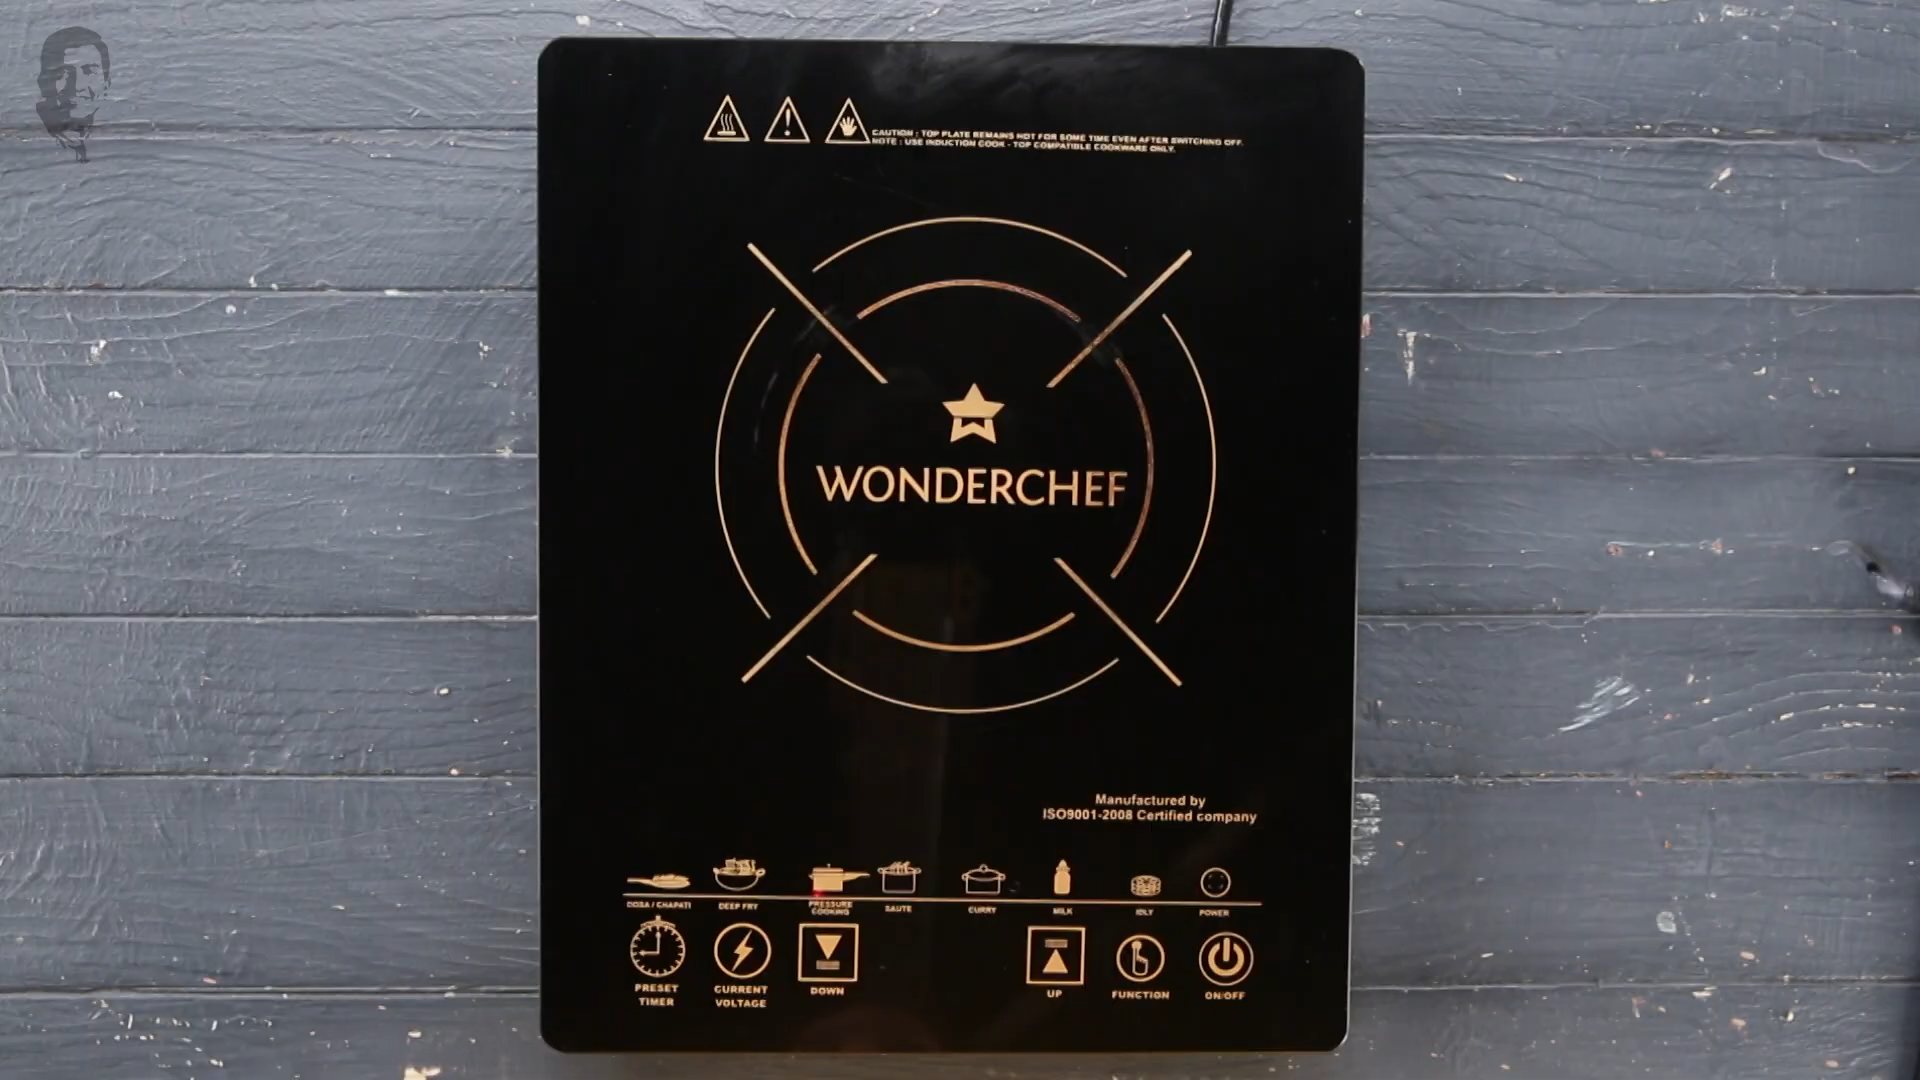 CAUTION : TOP PLATE REMAINS HOT FOR SOME TIME EVEN AFTER SWITCHING OFF.
NOTE : USE INDUCTION COOK - TOP COMPATIBLE COOKWARE ONLY.
WONDERCHEF
Manufactured by
ISO9001-2008 Certified company
DOSA / CHAPATI DEEP FRY PRESSURE COOKING SAUTE CURRY MILK IDLY POWER
PRESET TIMER CURRENT VOLTAGE DOWN UP FUNCTION ON/OFF